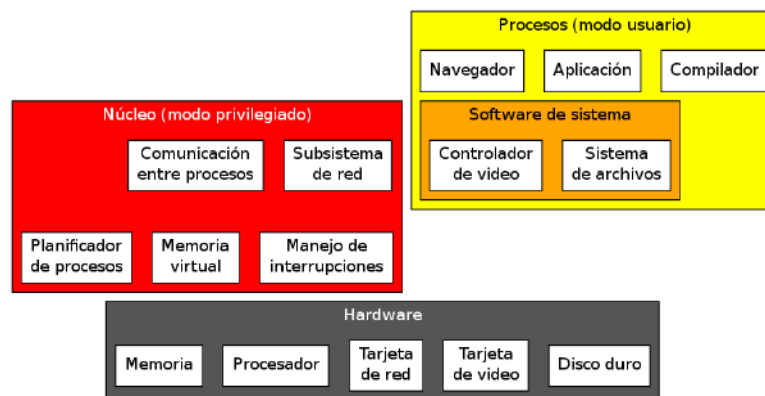 Procesos (modo usuario)
Navegador
Aplicación
Compilador
Software de sistema
Controlador
de video
Sistema
de archivos
Núcleo (modo privilegiado)
Comunicación
entre procesos
Subsistema
de red
Planificador
de procesos
Memoria
virtual
Manejo de
interrupciones
Hardware
Memoria
Procesador
Tarjeta
de red
Tarjeta
de video
Disco duro